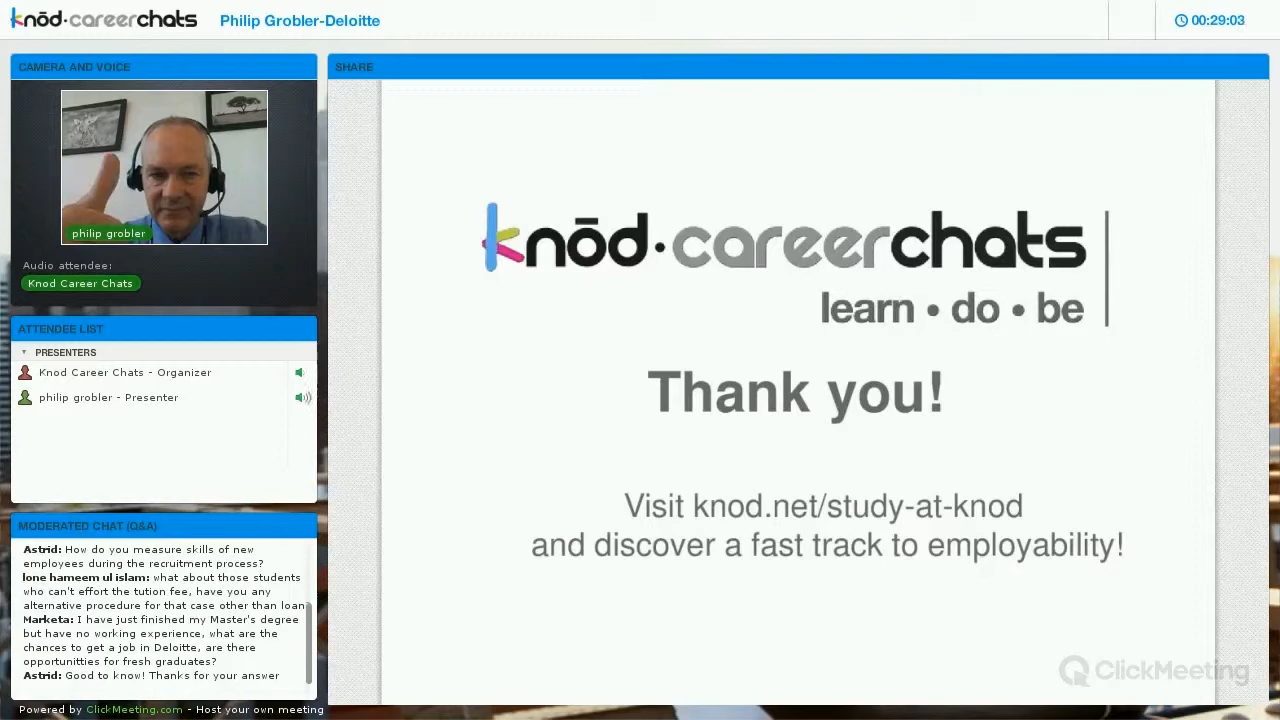 knōd·careerchats
Philip Grobler-Deloitte
00:29:03
CAMERA AND VOICE
philip grobler
Audio attendee:
Knod Career Chats
ATTENDEE LIST
PRESENTERS
Knod Career Chats - Organizer
philip grobler - Presenter
MODERATED CHAT (Q&A)
Astrid: How do you measure skills of new
employees during the recruitment process?
lone hameem ul islam: what about those students
who can't effort the tution fee, have you any
alternative procedure for that case other than loan
Marketa: I have just finished my Master's degree
but have no working experience, what are the
chances to get a job in Deloitte, are there
opportunitties for fresh graduates?
Astrid: Good to know! Thanks for your answer
Powered by ClickMeeting.com - Host your own meeting
SHARE
knōd·careerchats
learn • do • be
Thank you!
Visit knod.net/study-at-knod
and discover a fast track to employability!
ClickMeeting